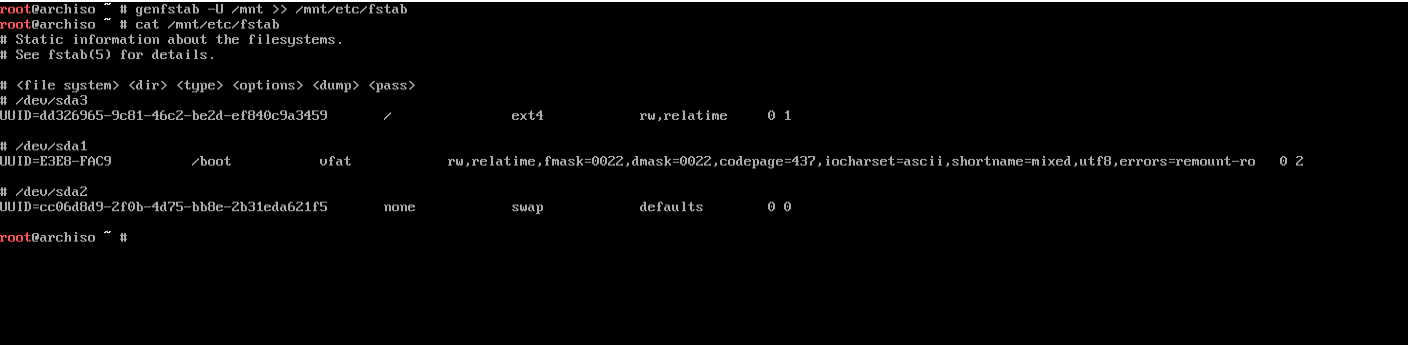 root@archiso ~ # genfstab -U /mnt >> /mnt/etc/fstab
root@archiso ~ # cat /mnt/etc/fstab
# Static information about the filesystems.
# See fstab(5) for details.
# <file system> <dir> <type> <options> <dump> <pass>
# /dev/sda3
UUID=dd326965-9c81-46c2-be2d-ef840c9a3459 / ext4 rw,relatime 0 1
# /dev/sda1
UUID=E3E8-FAC9 /boot vfat rw,relatime,fmask=0022,dmask=0022,codepage=437,iocharset=ascii,shortname=mixed,utf8,errors=remount-ro 0 2
# /dev/sda2
UUID=cc06d8d9-2f0b-4d75-bb8e-2b31eda621f5 none swap defaults 0 0
root@archiso ~ #